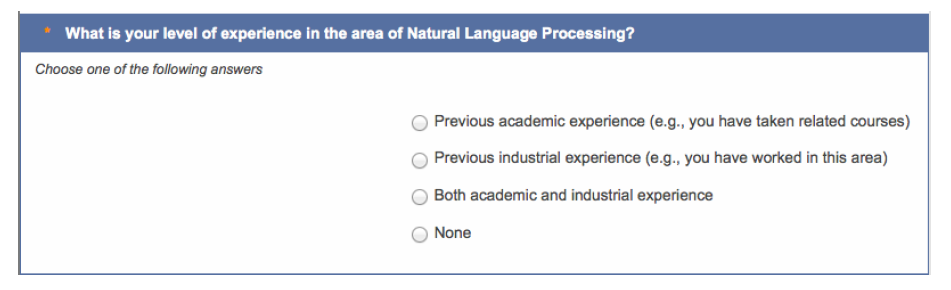 * What is your level of experience in the area of Natural Language Processing?
Choose one of the following answers
Previous academic experience (e.g., you have taken related courses)
Previous industrial experience (e.g., you have worked in this area)
Both academic and industrial experience
None